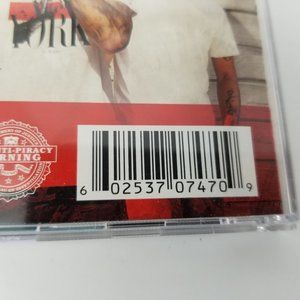 YORK
ANTI-PIRACY
WARNING
6 02537 07470 9